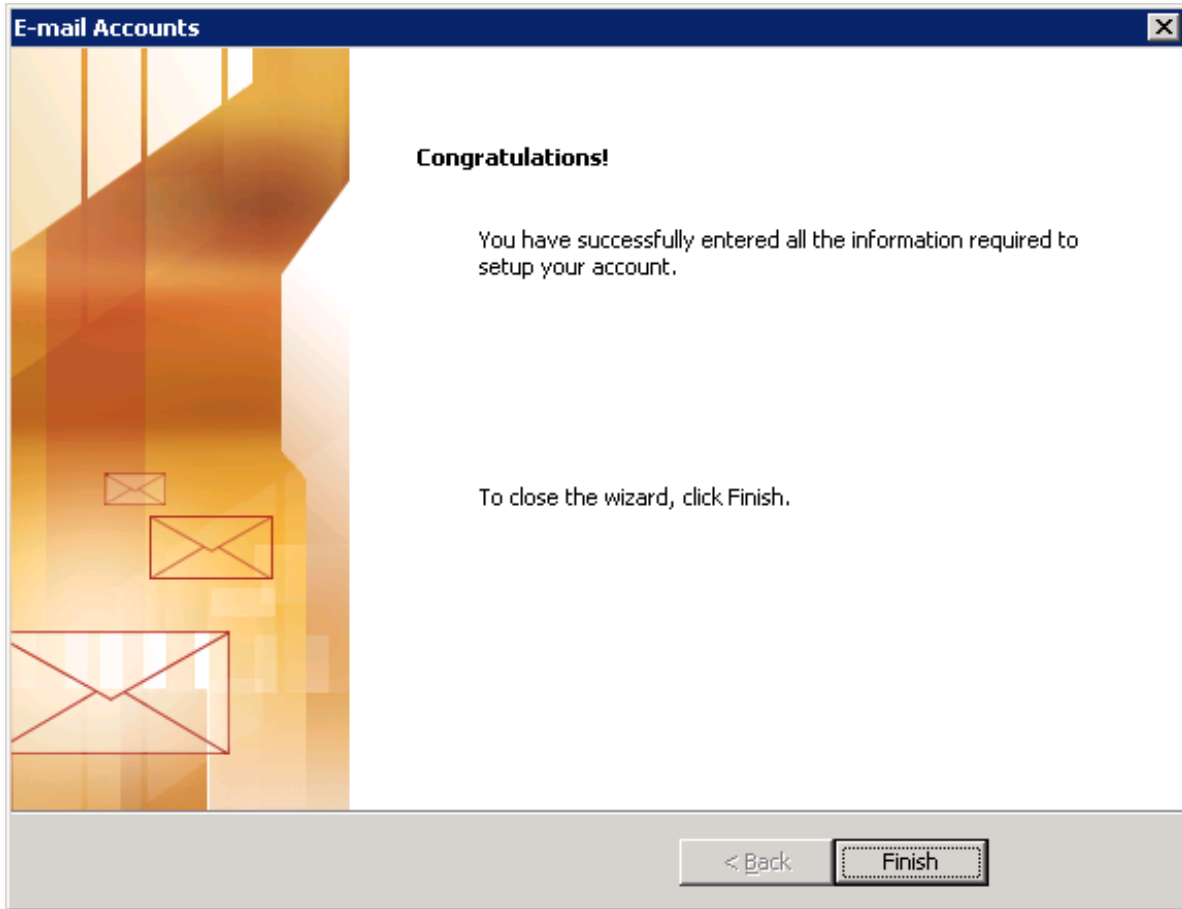 E-mail Accounts
Congratulations!
You have successfully entered all the information required to
setup your account.
To close the wizard, click Finish.
< Back
Finish